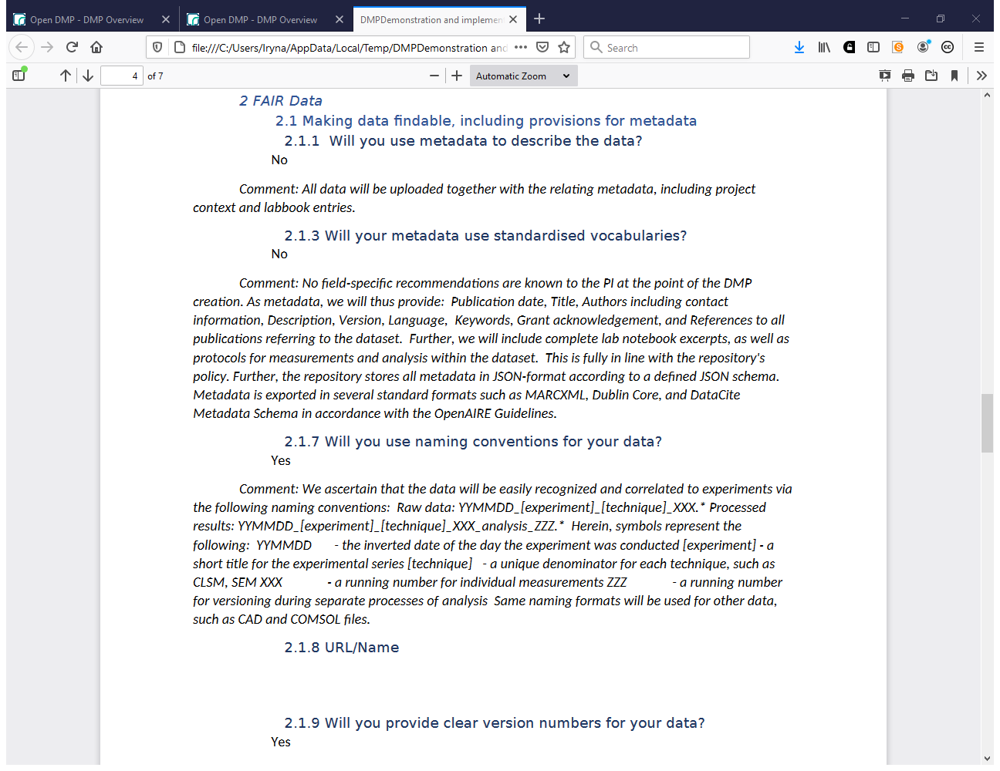 Open DMP - DMP Overview
Open DMP - DMP Overview
DMPDemonstration and implemen
file:///C:/Users/Iryna/AppData/Local/Temp/DMPDemonstration and
Search
4 of 7
Automatic Zoom
2 FAIR Data
2.1 Making data findable, including provisions for metadata
2.1.1 Will you use metadata to describe the data?
No
Comment: All data will be uploaded together with the relating metadata, including project
context and labbook entries.
2.1.3 Will your metadata use standardised vocabularies?
No
Comment: No field-specific recommendations are known to the PI at the point of the DMP
creation. As metadata, we will thus provide: Publication date, Title, Authors including contact
information, Description, Version, Language, Keywords, Grant acknowledgement, and References to all
publications referring to the dataset. Further, we will include complete lab notebook excerpts, as well as
protocols for measurements and analysis within the dataset. This is fully in line with the repository's
policy. Further, the repository stores all metadata in JSON-format according to a defined JSON schema.
Metadata is exported in several standard formats such as MARCXML, Dublin Core, and DataCite
Metadata Schema in accordance with the OpenAIRE Guidelines.
2.1.7 Will you use naming conventions for your data?
Yes
Comment: We ascertain that the data will be easily recognized and correlated to experiments via
the following naming conventions: Raw data: YYMMDD_[experiment]_[technique]_XXX.* Processed
results: YYMMDD_[experiment]_[technique]_XXX_analysis_ZZZ.* Herein, symbols represent the
following: YYMMDD - the inverted date of the day the experiment was conducted [experiment] - a
short title for the experimental series [technique] - a unique denominator for each technique, such as
CLSM, SEM XXX - a running number for individual measurements ZZZ - a running number
for versioning during separate processes of analysis Same naming formats will be used for other data,
such as CAD and COMSOL files.
2.1.8 URL/Name
2.1.9 Will you provide clear version numbers for your data?
Yes